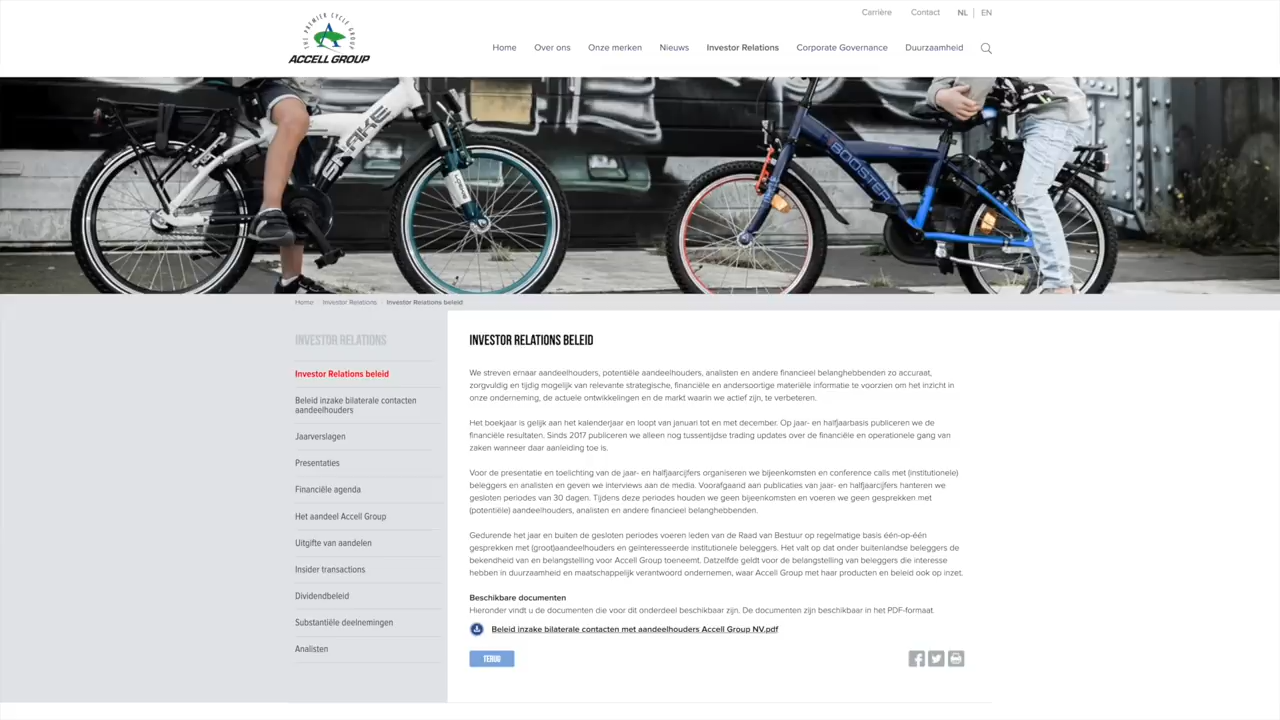 Carrière Contact NL EN
THE PREMIER CYCLE GROUP
ACCELL GROUP
Home Over ons Onze merken Nieuws Investor Relations Corporate Governance Duurzaamheid
SNAKE
BOOSTER
Home Investor Relations Investor Relations beleid
INVESTOR RELATIONS
Investor Relations beleid
Beleid inzake bilaterale contacten
aandeelhouders
Jaarverslagen
Presentaties
Financiële agenda
Het aandeel Accell Group
Uitgifte van aandelen
Insider transactions
Dividendbeleid
Substantiële deelnemingen
Analisten
INVESTOR RELATIONS BELEID
We streven ernaar aandeelhouders, potentiële aandeelhouders, analisten en andere financieel belanghebbenden zo accuraat,
zorgvuldig en tijdig mogelijk van relevante strategische, financiële en andersoortige materiële informatie te voorzien om het inzicht in
onze onderneming, de actuele ontwikkelingen en de markt waarin we actief zijn, te verbeteren.
Het boekjaar is gelijk aan het kalenderjaar en loopt van januari tot en met december. Op jaar- en halfjaarbasis publiceren we de
financiële resultaten. Sinds 2017 publiceren we alleen nog tussentijdse trading updates over de financiële en operationele gang van
zaken wanneer daar aanleiding toe is.
Voor de presentatie en toelichting van de jaar- en halfjaarcijfers organiseren we bijeenkomsten en conference calls met (institutionele)
beleggers en analisten en geven we interviews aan de media. Voorafgaand aan publicaties van jaar- en halfjaarcijfers hanteren we
gesloten periodes van 30 dagen. Tijdens deze periodes houden we geen bijeenkomsten en voeren we geen gesprekken met
(potentiële) aandeelhouders, analisten en andere financieel belanghebbenden.
Gedurende het jaar en buiten de gesloten periodes voeren leden van de Raad van Bestuur op regelmatige basis één-op-één
gesprekken met (groot)aandeelhouders en geïnteresseerde institutionele beleggers. Het valt op dat onder buitenlandse beleggers de
bekendheid van en belangstelling voor Accell Group toeneemt. Datzelfde geldt voor de belangstelling van beleggers die interesse
hebben in duurzaamheid en maatschappelijk verantwoord ondernemen, waar Accell Group met haar producten en beleid ook op inzet.
Beschikbare documenten
Hieronder vindt u de documenten die voor dit onderdeel beschikbaar zijn. De documenten zijn beschikbaar in het PDF-formaat.
Beleid inzake bilaterale contacten met aandeelhouders Accell Group NV.pdf
TERUG